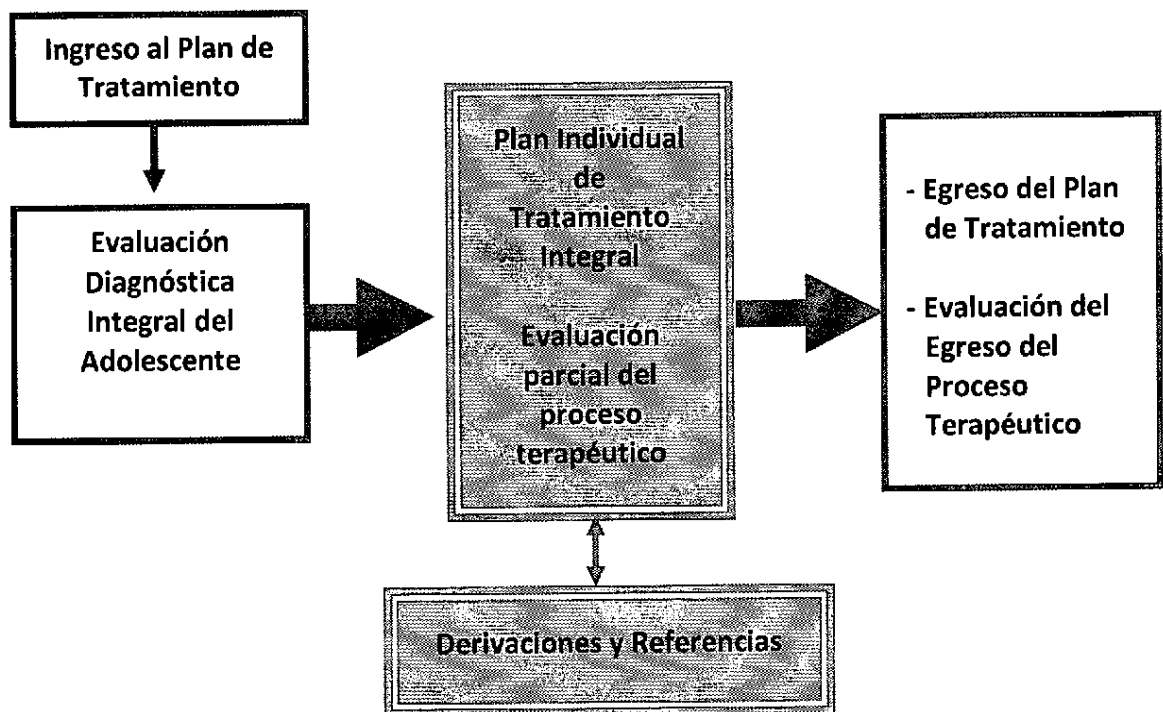 Ingreso al Plan de
Tratamiento
Evaluación
Diagnóstica
Integral del
Adolescente
Plan Individual
de
Tratamiento
Integral
Evaluación
parcial del
proceso
terapéutico
- Egreso del Plan
de Tratamiento
- Evaluación del
Egreso del
Proceso
Terapéutico
Derivaciones y Referencias